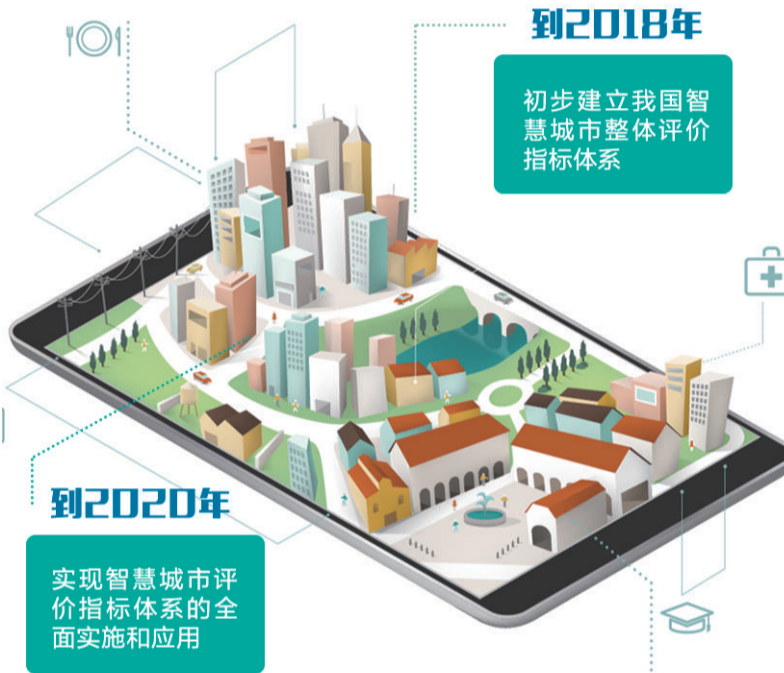 到2018年
初步建立我国智
慧城市整体评价
指标体系
到2020年
实现智慧城市评
价指标体系的全
面实施和应用